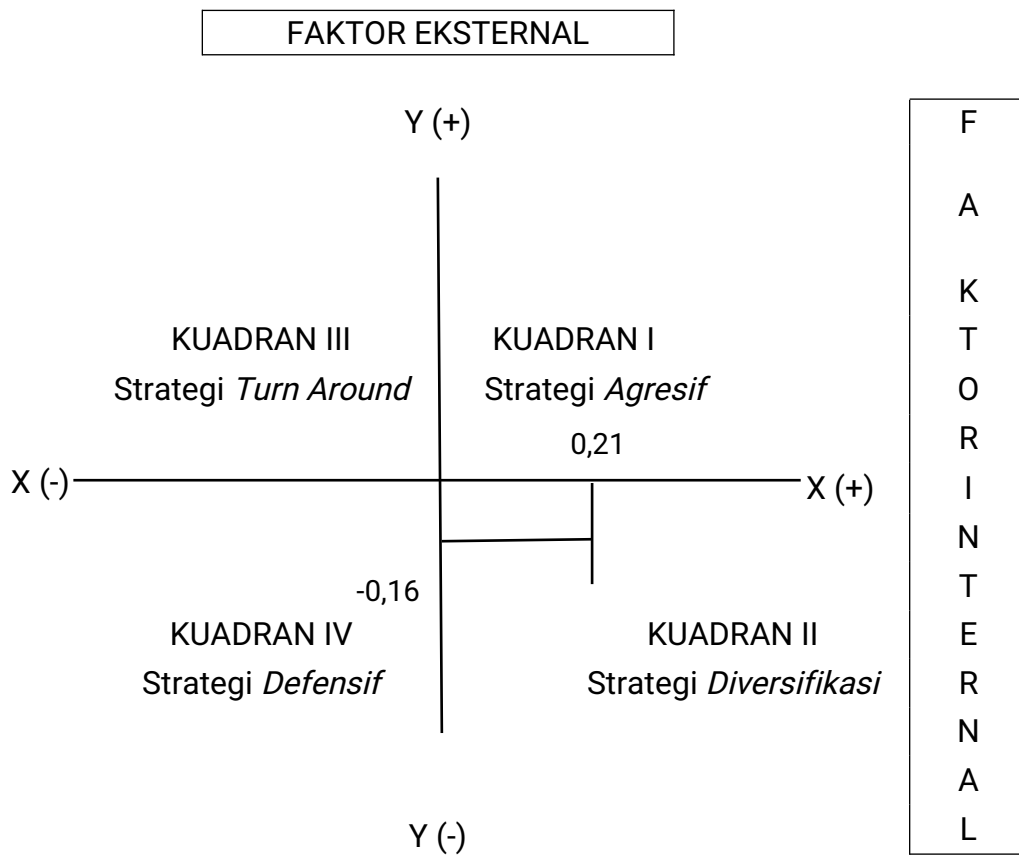 FAKTOR EKSTERNAL
Y (+)
KUADRAN III
Strategi Turn Around
KUADRAN I
Strategi Agresif
0,21
X (-)
X (+)
-0,16
KUADRAN IV
Strategi Defensif
KUADRAN II
Strategi Diversifikasi
Y (-)
F
A
K
T
O
R
I
N
T
E
R
N
A
L